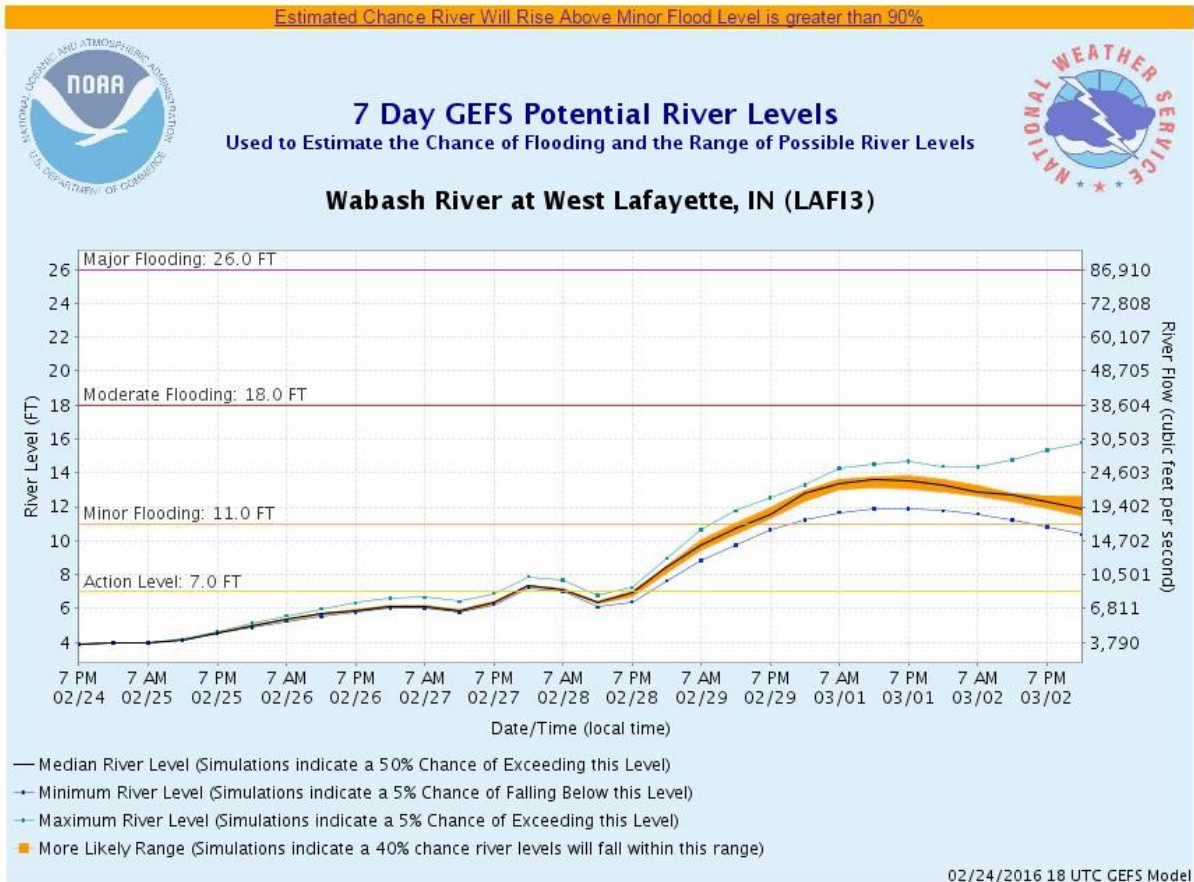 Estimated Chance River Will Rise Above Minor Flood Level is greater than 90%
NATIONAL OCEANIC AND ATMOSPHERIC ADMINISTRATION
NOAA
U.S. DEPARTMENT OF COMMERCE
NATIONAL WEATHER SERVICE
7 Day GEFS Potential River Levels
Used to Estimate the Chance of Flooding and the Range of Possible River Levels
Wabash River at West Lafayette, IN (LAFI3)
River Level (FT)
26
24
22
20
18
16
14
12
10
8
6
4
Major Flooding: 26.0 FT
Moderate Flooding: 18.0 FT
Minor Flooding: 11.0 FT
Action Level: 7.0 FT
86,910
72,808
60,107
48,705
38,604
30,503
24,603
19,402
14,702
10,501
6,811
3,790
River Flow (cubic feet per second)
7 PM 7 AM 7 PM 7 AM 7 PM 7 AM 7 PM 7 AM 7 PM 7 AM 7 PM 7 AM 7 PM 7 AM 7 PM
02/24 02/25 02/25 02/26 02/26 02/27 02/27 02/28 02/28 02/29 02/29 03/01 03/01 03/02 03/02
Date/Time (local time)
Median River Level (Simulations indicate a 50% Chance of Exceeding this Level)
Minimum River Level (Simulations indicate a 5% Chance of Falling Below this Level)
Maximum River Level (Simulations indicate a 5% Chance of Exceeding this Level)
More Likely Range (Simulations indicate a 40% chance river levels will fall within this range)
02/24/2016 18 UTC GEFS Model